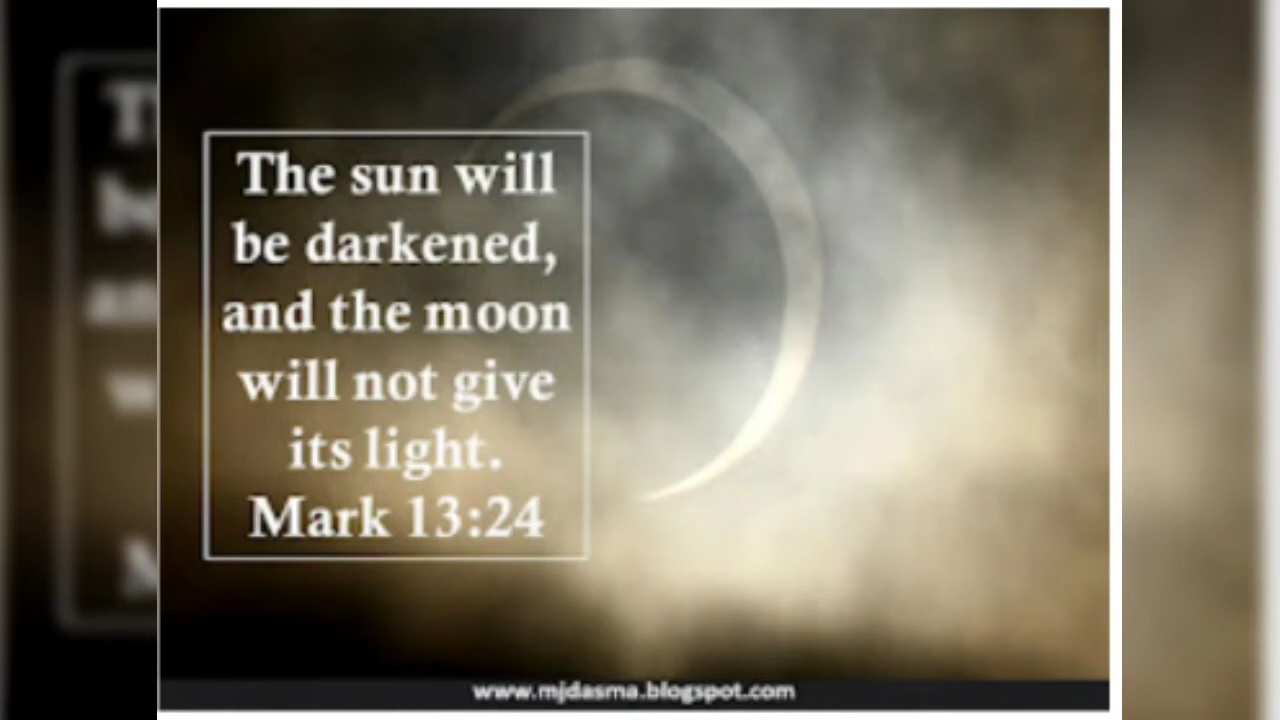 The sun will
be darkened,
and the moon
will not give
its light.
Mark 13:24
www.mjdasma.blogspot.com